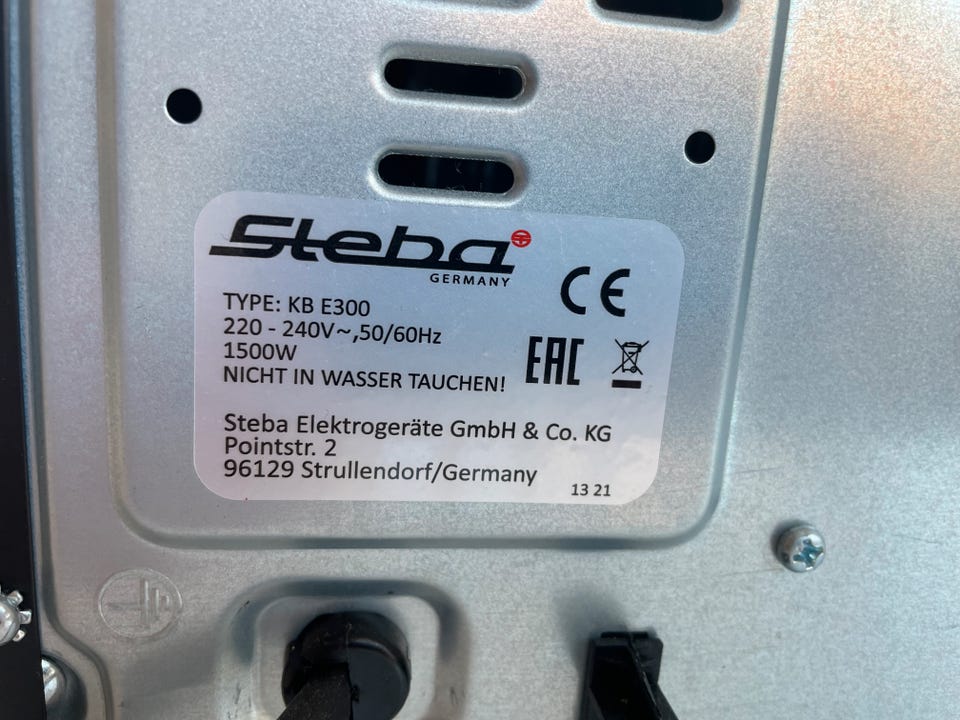 Steba
GERMANY
TYPE: KB E300
220 - 240V~,50/60Hz
1500W
NICHT IN WASSER TAUCHEN!
CE
EAC
Steba Elektrogeräte GmbH & Co. KG
Pointstr. 2
96129 Strullendorf/Germany
13 21